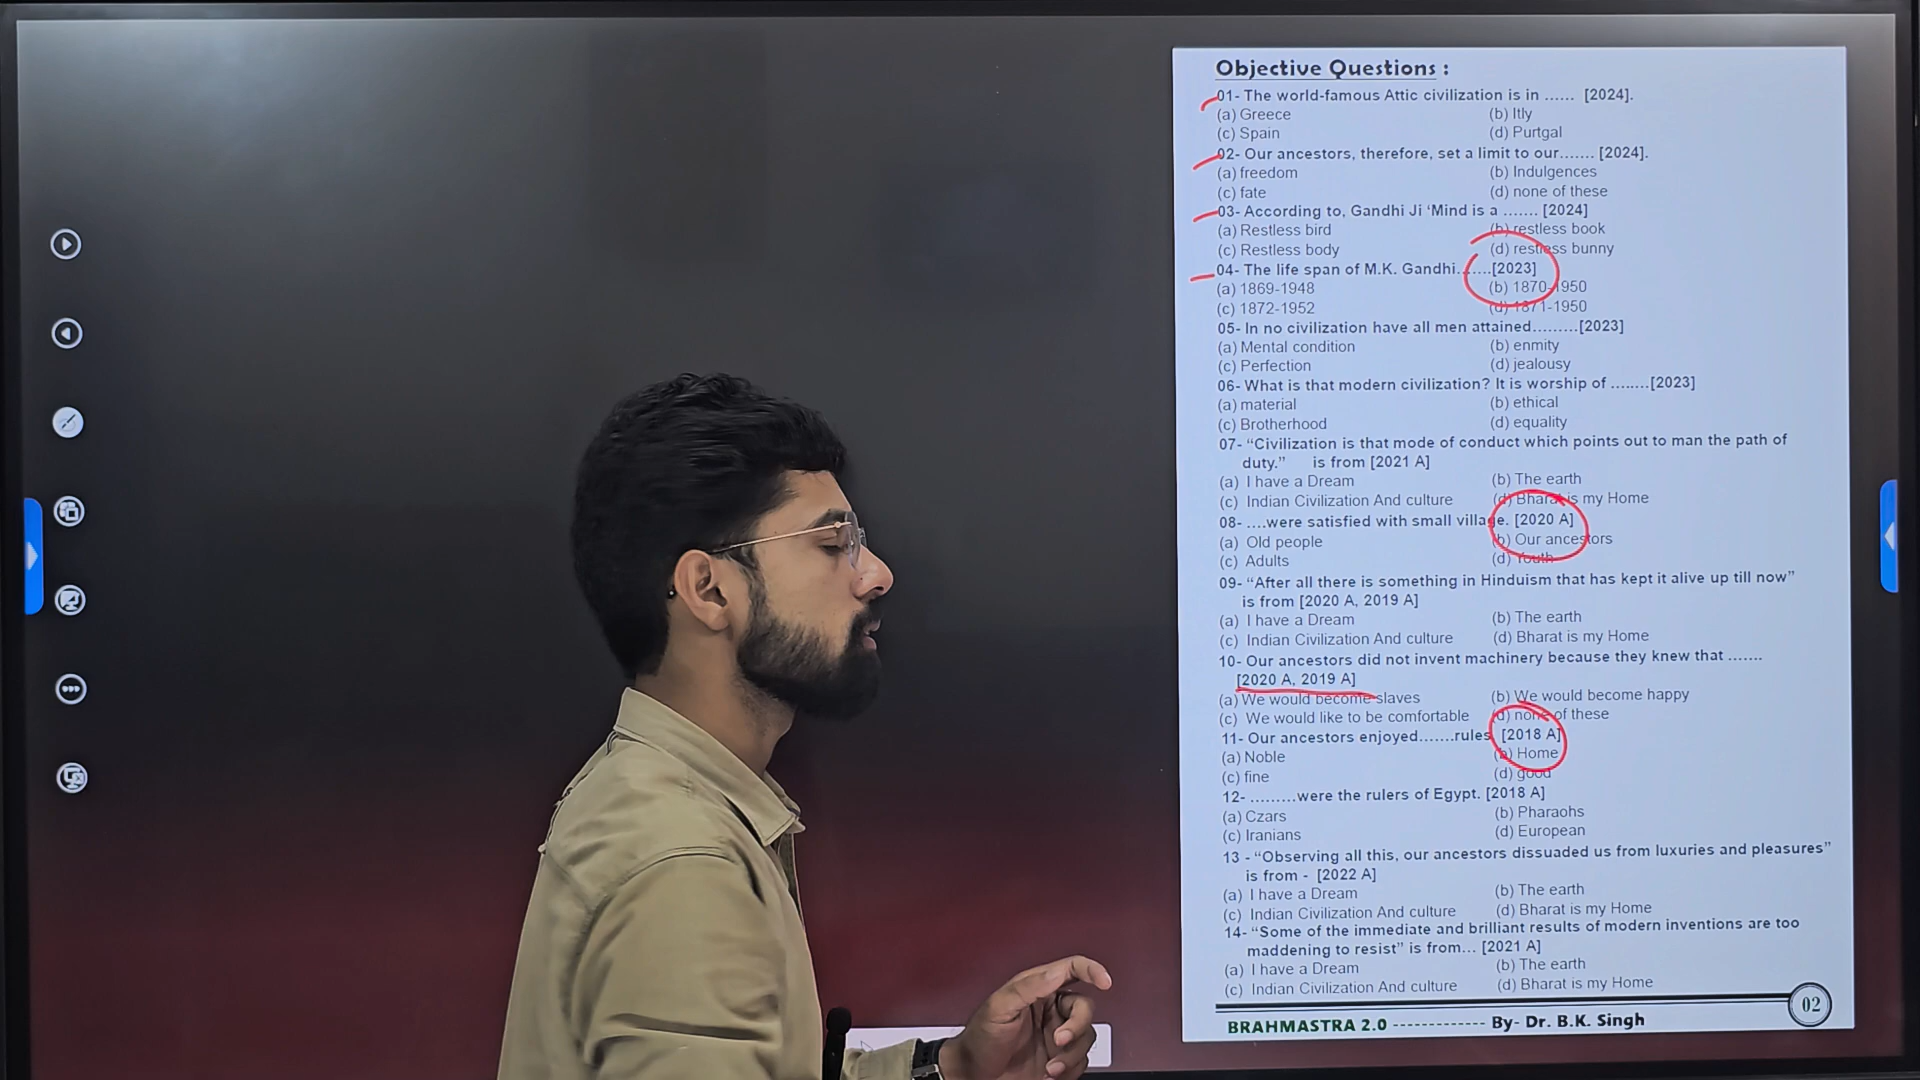 Objective Questions :
01- The world-famous Attic civilization is in ...... [2024].
(a) Greece (b) Itly
(c) Spain (d) Purtgal
02- Our ancestors, therefore, set a limit to our....... [2024].
(a) freedom (b) Indulgences
(c) fate (d) none of these
03- According to, Gandhi Ji ‘Mind is a ....... [2024]
(a) Restless bird (b) restless book
(c) Restless body (d) restless bunny
04- The life span of M.K. Gandhi.......[2023]
(a) 1869-1948 (b) 1870-1950
(c) 1872-1952 (d) 1871-1950
05- In no civilization have all men attained.........[2023]
(a) Mental condition (b) enmity
(c) Perfection (d) jealousy
06- What is that modern civilization? It is worship of ........[2023]
(a) material (b) ethical
(c) Brotherhood (d) equality
07- “Civilization is that mode of conduct which points out to man the path of
duty.” is from [2021 A]
(a) I have a Dream (b) The earth
(c) Indian Civilization And culture (d) Bharat is my Home
08- ....were satisfied with small village. [2020 A]
(a) Old people (b) Our ancestors
(c) Adults (d) Youth
09- “After all there is something in Hinduism that has kept it alive up till now”
is from [2020 A, 2019 A]
(a) I have a Dream (b) The earth
(c) Indian Civilization And culture (d) Bharat is my Home
10- Our ancestors did not invent machinery because they knew that .......
[2020 A, 2019 A]
(a) We would become slaves (b) We would become happy
(c) We would like to be comfortable (d) none of these
11- Our ancestors enjoyed.......rules. [2018 A]
(a) Noble (b) Home
(c) fine (d) good
12- .........were the rulers of Egypt. [2018 A]
(a) Czars (b) Pharaohs
(c) Iranians (d) European
13 - “Observing all this, our ancestors dissuaded us from luxuries and pleasures”
is from - [2022 A]
(a) I have a Dream (b) The earth
(c) Indian Civilization And culture (d) Bharat is my Home
14- “Some of the immediate and brilliant results of modern inventions are too
maddening to resist” is from... [2021 A]
(a) I have a Dream (b) The earth
(c) Indian Civilization And culture (d) Bharat is my Home
02
BRAHMASTRA 2.0 ------------- By- Dr. B.K. Singh